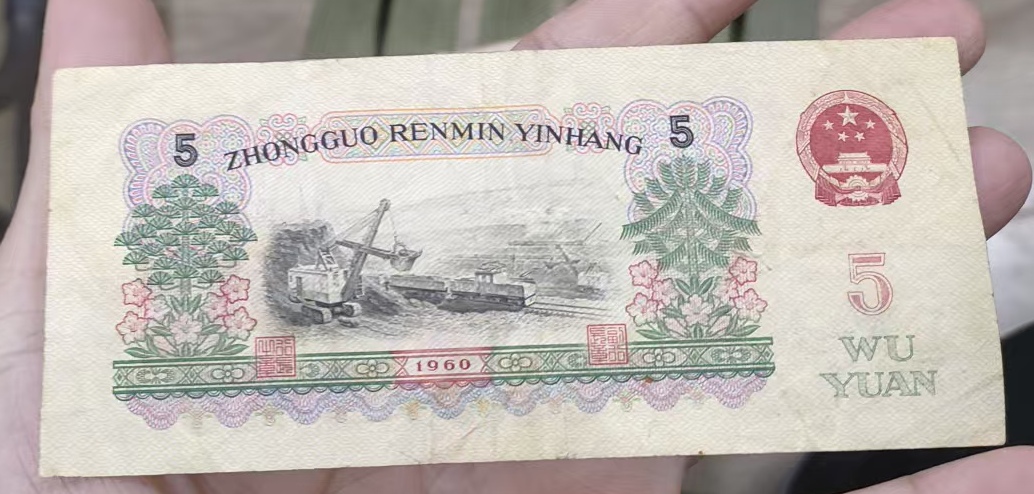 5 ZHONGGUO RENMIN YINHANG 5
5
WU
YUAN
1960